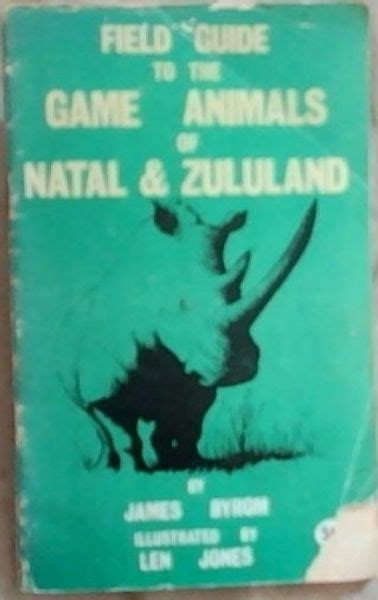 FIELD GUIDE
TO THE
GAME ANIMALS
OF
NATAL & ZULULAND
BY
JAMES BYROM
ILLUSTRATED BY
LEN JONES